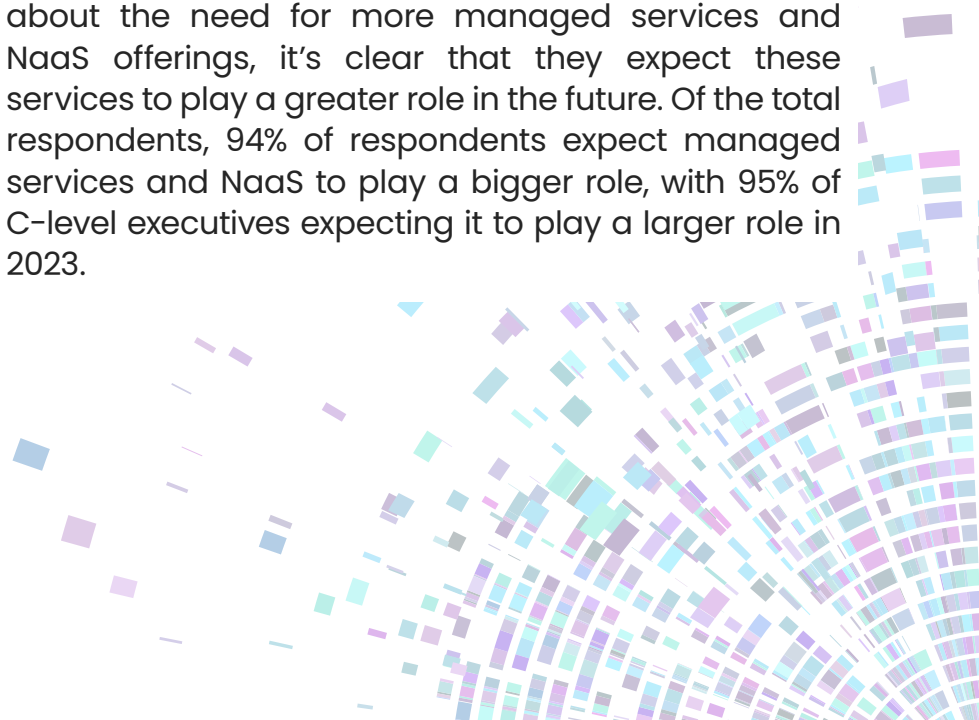 about the need for more managed services and
NaaS offerings, it’s clear that they expect these
services to play a greater role in the future. Of the total
respondents, 94% of respondents expect managed
services and NaaS to play a bigger role, with 95% of
C-level executives expecting it to play a larger role in
2023.